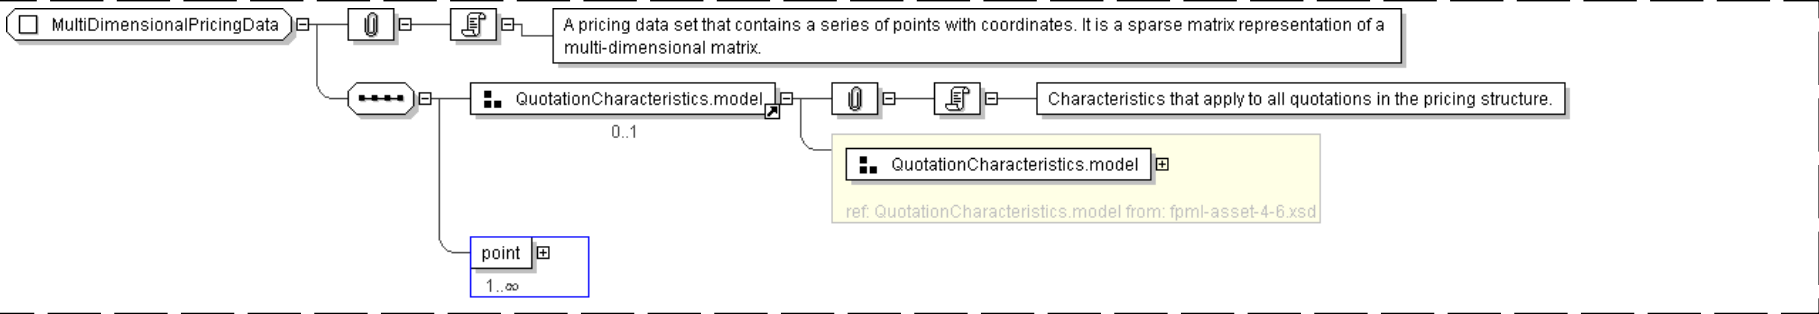 MultiDimensionalPricingData
A pricing data set that contains a series of points with coordinates. It is a sparse matrix representation of a
multi-dimensional matrix.
QuotationCharacteristics.model
0..1
Characteristics that apply to all quotations in the pricing structure.
QuotationCharacteristics.model
ref: QuotationCharacteristics.model from: fpml-asset-4-6.xsd
point
1..∞